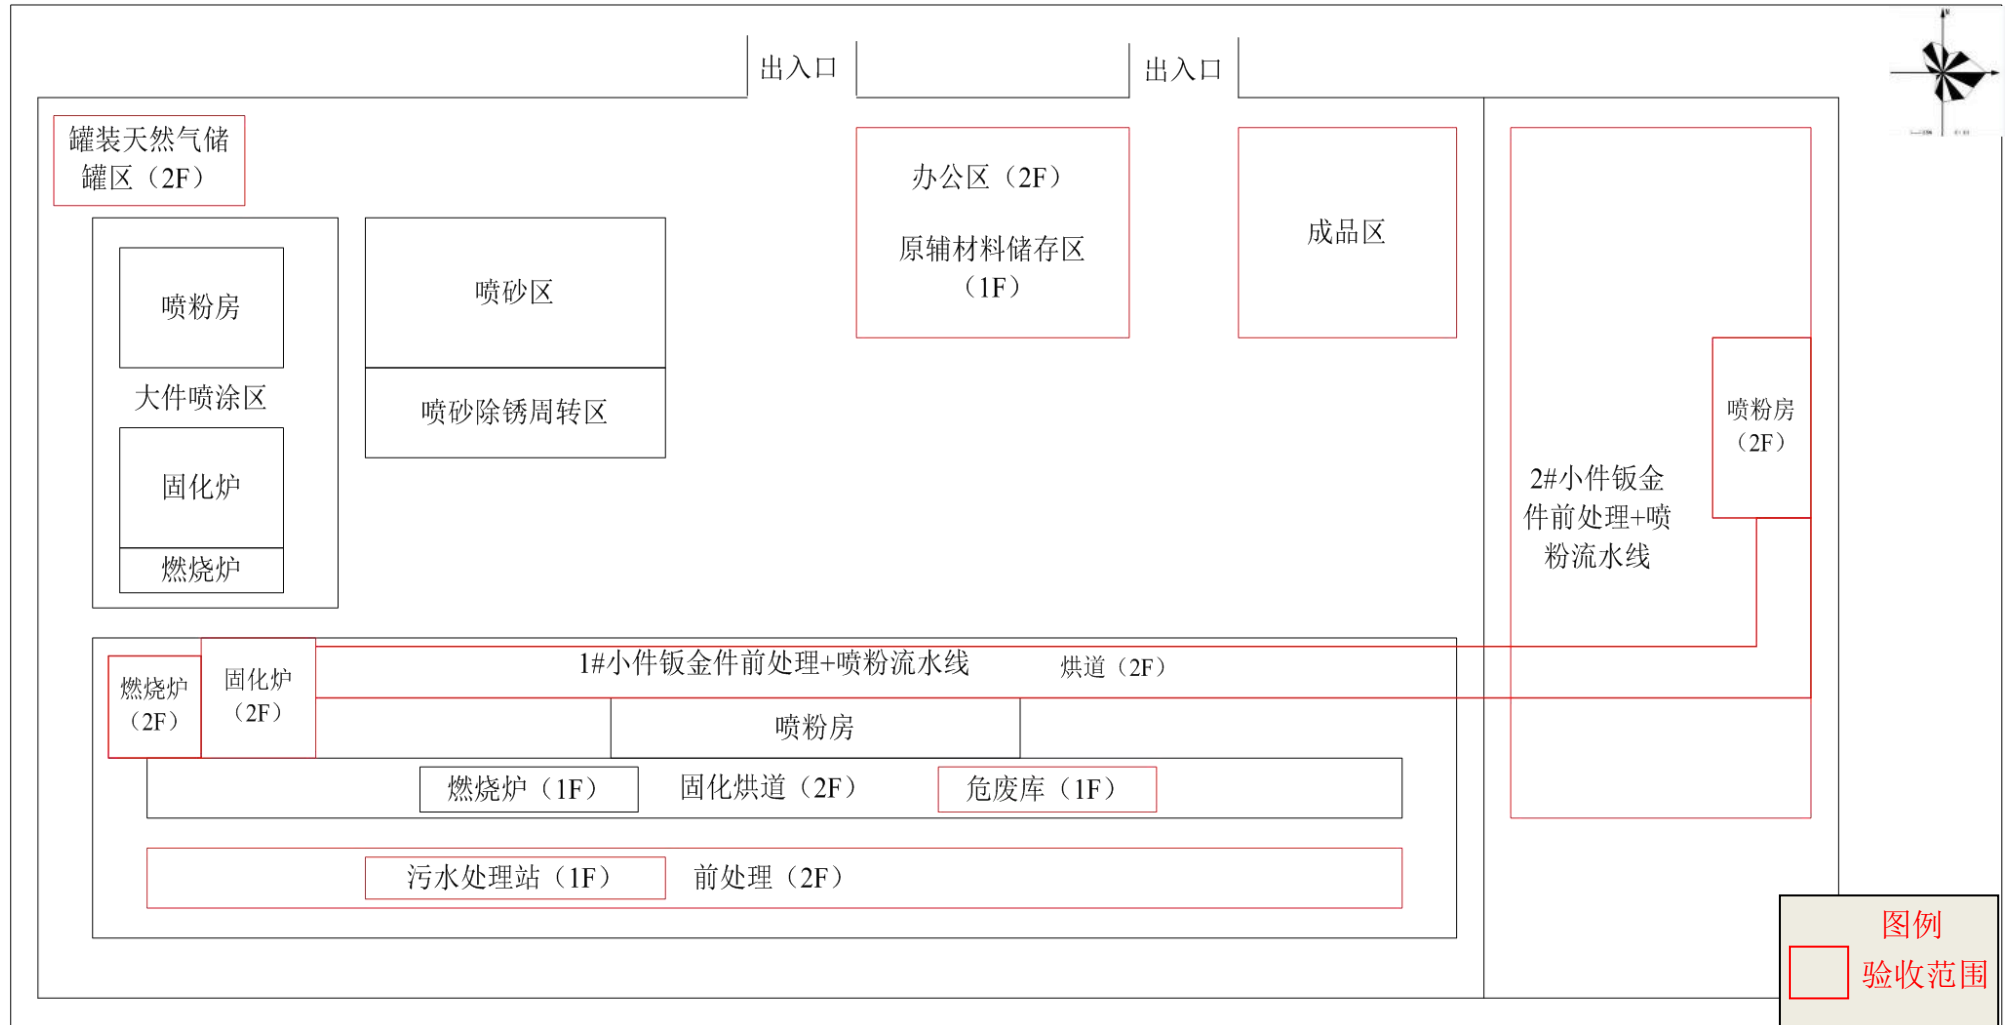 N
出入口
出入口
罐装天然气储
罐区（2F）
办公区（2F）
原辅材料储存区
（1F）
成品区
喷粉房
大件喷涂区
固化炉
燃烧炉
喷砂区
喷砂除锈周转区
喷粉房
（2F）
2#小件钣金
件前处理+喷
粉流水线
燃烧炉
（2F）
固化炉
（2F）
1#小件钣金件前处理+喷粉流水线
烘道（2F）
喷粉房
燃烧炉（1F）
固化烘道（2F）
危废库（1F）
污水处理站（1F）
前处理（2F）
图例
验收范围